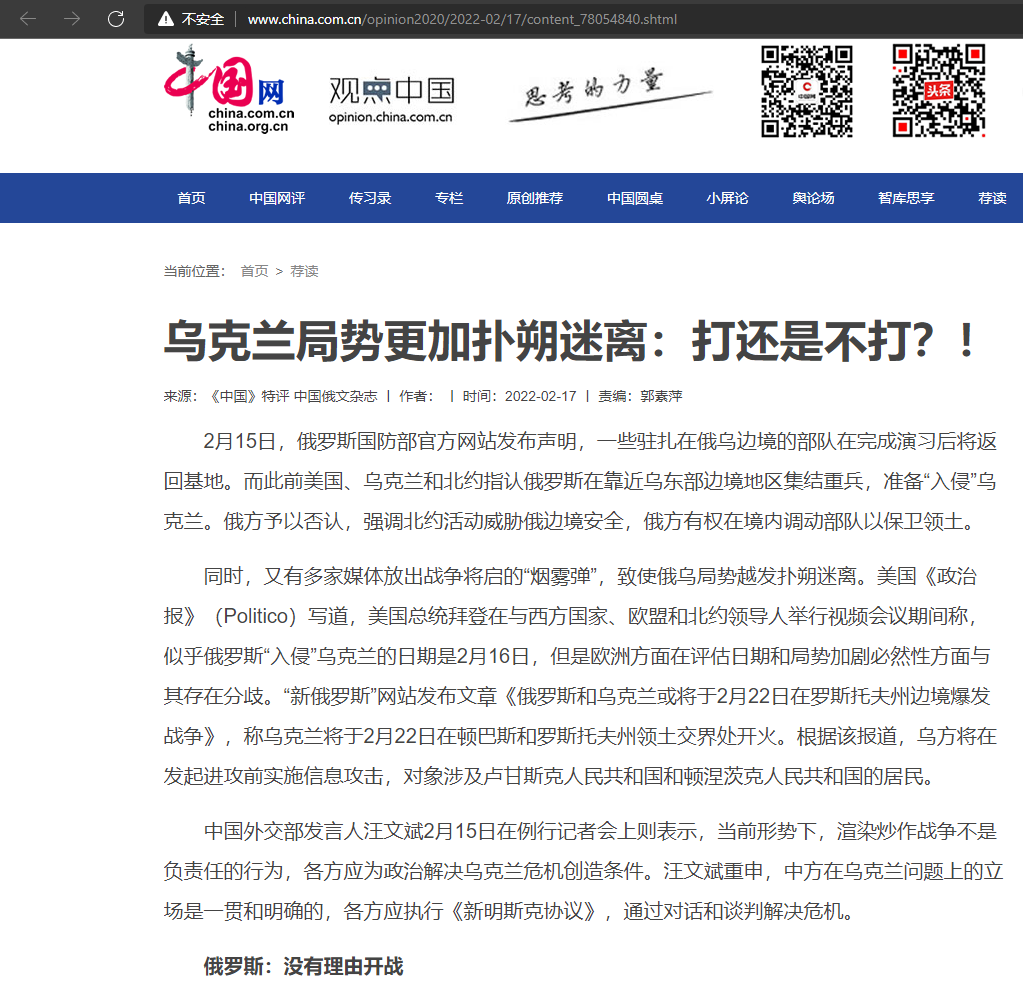 不安全 www.china.com.cn/opinion2020/2022-02/17/content_78054840.shtml
中国网
china.com.cn
china.org.cn
观点中国
opinion.china.com.cn
思考的力量
头条
首页 中国网评 传习录 专栏 原创推荐 中国圆桌 小屏论 舆论场 智库思享 荐读
当前位置： 首页 > 荐读
乌克兰局势更加扑朔迷离：打还是不打？！
来源：《中国》特评 中国俄文杂志 | 作者： | 时间：2022-02-17 | 责编：郭素萍
2月15日，俄罗斯国防部官方网站发布声明，一些驻扎在俄乌边境的部队在完成演习后将返
回基地。而此前美国、乌克兰和北约指认俄罗斯在靠近乌东部边境地区集结重兵，准备“入侵”乌
克兰。俄方予以否认，强调北约活动威胁俄边境安全，俄方有权在境内调动部队以保卫领土。
同时，又有多家媒体放出战争将启的“烟雾弹”，致使俄乌局势越发扑朔迷离。美国《政治
报》（Politico）写道，美国总统拜登在与西方国家、欧盟和北约领导人举行视频会议期间称，
似乎俄罗斯“入侵”乌克兰的日期是2月16日，但是欧洲方面在评估日期和局势加剧必然性方面与
其存在分歧。“新俄罗斯”网站发布文章《俄罗斯和乌克兰或将于2月22日在罗斯托夫州边境爆发
战争》，称乌克兰将于2月22日在顿巴斯和罗斯托夫州领土交界处开火。根据该报道，乌方将在
发起进攻前实施信息攻击，对象涉及卢甘斯克人民共和国和顿涅茨克人民共和国的居民。
中国外交部发言人汪文斌2月15日在例行记者会上则表示，当前形势下，渲染炒作战争不是
负责任的行为，各方应为政治解决乌克兰危机创造条件。汪文斌重申，中方在乌克兰问题上的立
场是一贯和明确的，各方应执行《新明斯克协议》，通过对话和谈判解决危机。
俄罗斯：没有理由开战